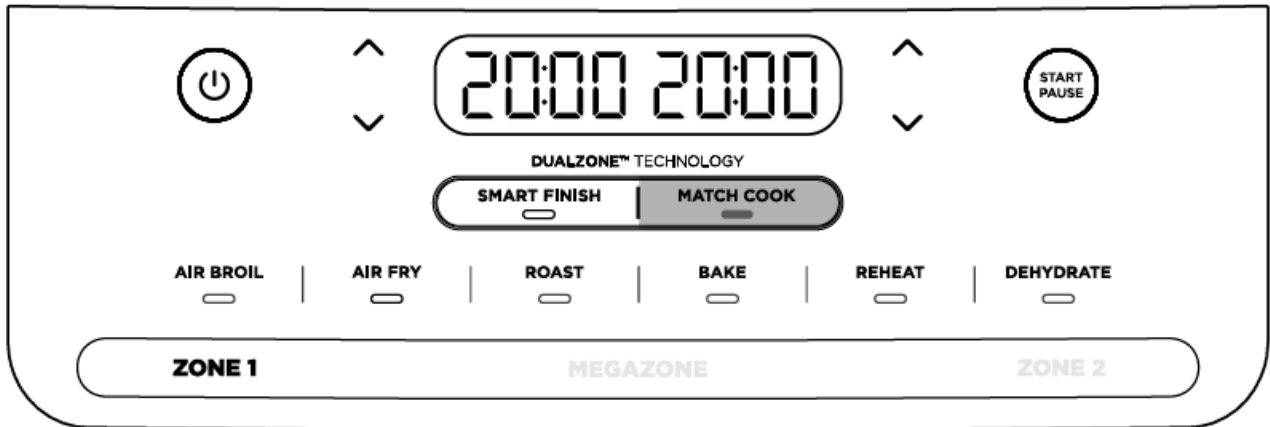 20:00 20:00
START
PAUSE
DUALZONE™ TECHNOLOGY
SMART FINISH MATCH COOK
AIR BROIL AIR FRY ROAST BAKE REHEAT DEHYDRATE
ZONE 1 MEGAZONE ZONE 2